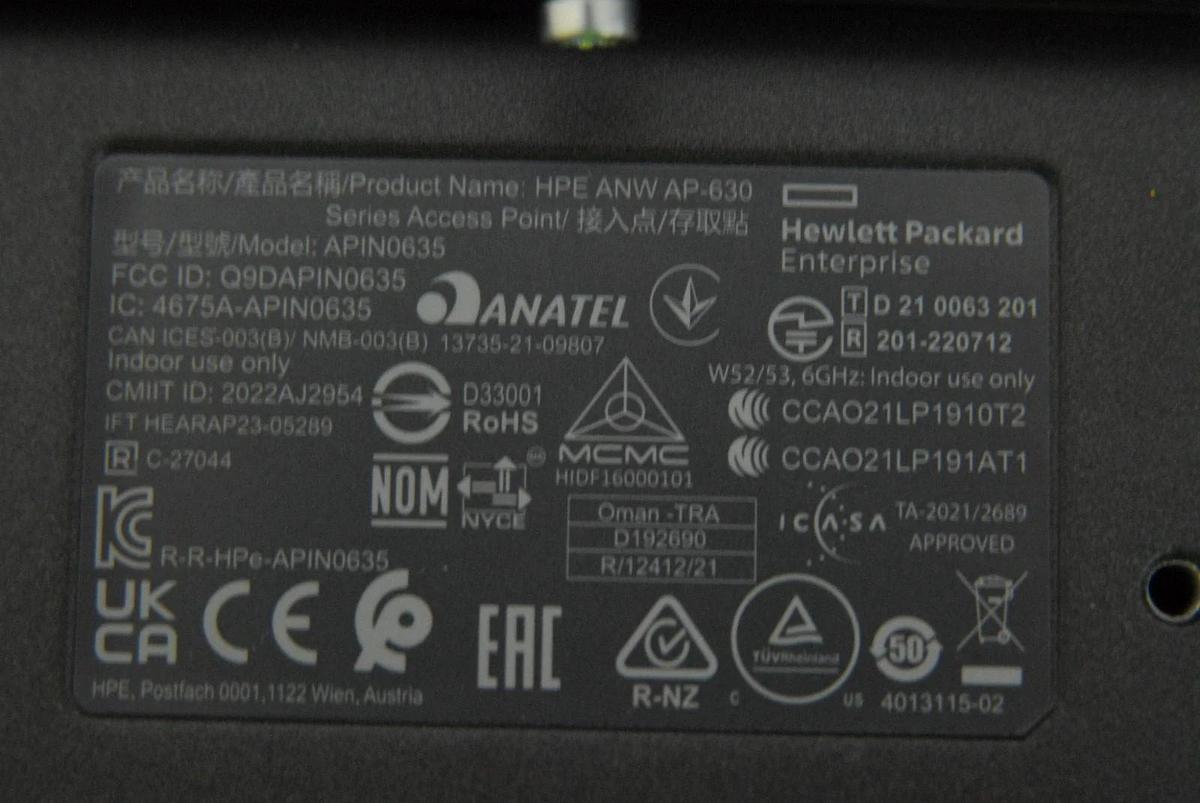 产品名称/產品名稱/Product Name: HPE ANW AP-630
Series Access Point/ 接入点/存取點
型号/型號/Model: APIN0635
FCC ID: Q9DAPIN0635
IC: 4675A-APIN0635
CAN ICES-003(B)/ NMB-003(B)
Indoor use only
CMIIT ID: 2022AJ2954
IFT HEARAP23-05289
R C-27044
ANATEL
13735-21-09807
Hewlett Packard
Enterprise
T D 21 0063 201
R 201-220712
W52/53, 6GHz: Indoor use only
CCAO21LP1910T2
CCAO21LP191AT1
D33001
RoHS
MCMC
HIDF16000101
NOM
NYCE
Oman -TRA
D192690
R/12412/21
ICASA
TA-2021/2689
APPROVED
KC
R-R-HPe-APIN0635
UK
CA
CE
EAC
R-NZ
TÜVRheinland
C US
50
4013115-02
HPE, Postfach 0001,1122 Wien, Austria